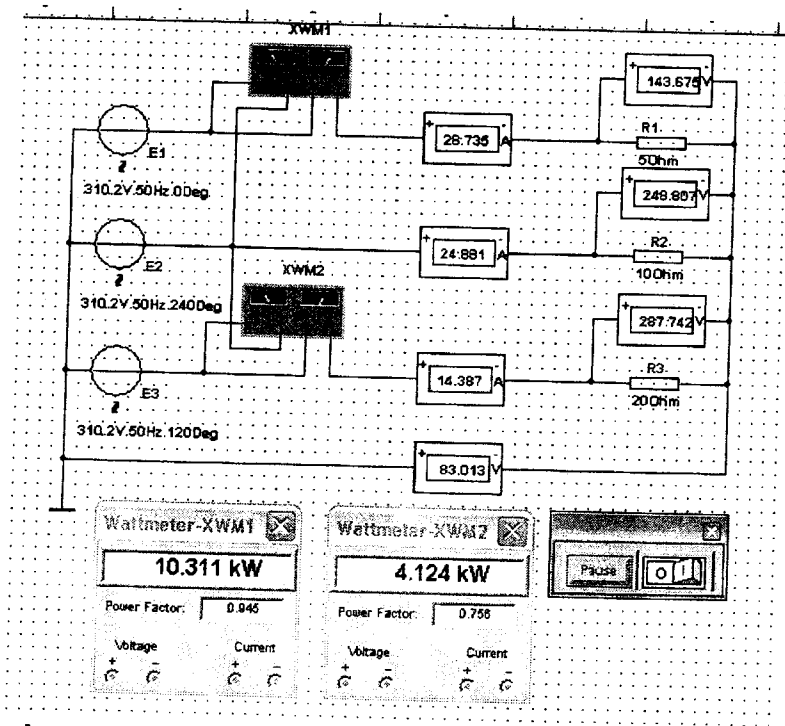 XWM1
143.675 V
E1
28.735 A
R1
5Ohm
310.2V.50Hz.0Deg.
248.807 V
E2
24.881 A
R2
10Ohm
XWM2
310.2V.50Hz.240Deg
287.742 V
E3
14.387 A
R3
20Ohm
310.2V.50Hz.120Deg
83.013 V
Wattmeter-XWM1
10.311 kW
Power Factor: 0.945
Voltage Current
+ - + -
Wattmeter-XWM2
4.124 kW
Power Factor: 0.756
Voltage Current
+ - + -
Pause
O I